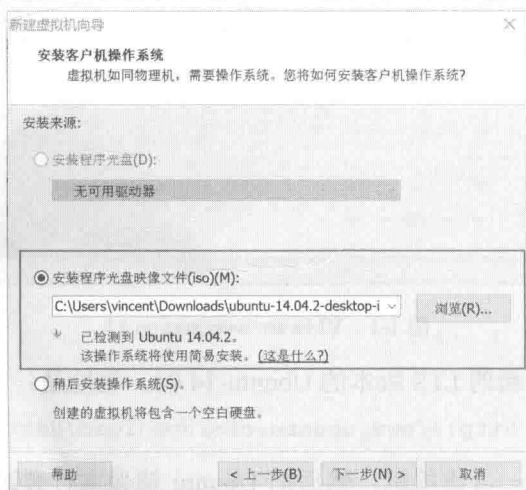 新建虚拟机向导
安装客户机操作系统
虚拟机如同物理机，需要操作系统。您将如何安装客户机操作系统?
安装来源:
安装程序光盘(D):
无可用驱动器
安装程序光盘映像文件(iso)(M):
C:\Users\vincent\Downloads\ubuntu-14.04.2-desktop-i
浏览(R)...
已检测到 Ubuntu 14.04.2。
该操作系统将使用简易安装。(这是什么?)
稍后安装操作系统(S)。
创建的虚拟机将包含一个空白硬盘。
帮助
< 上一步(B)
下一步(N) >
取消